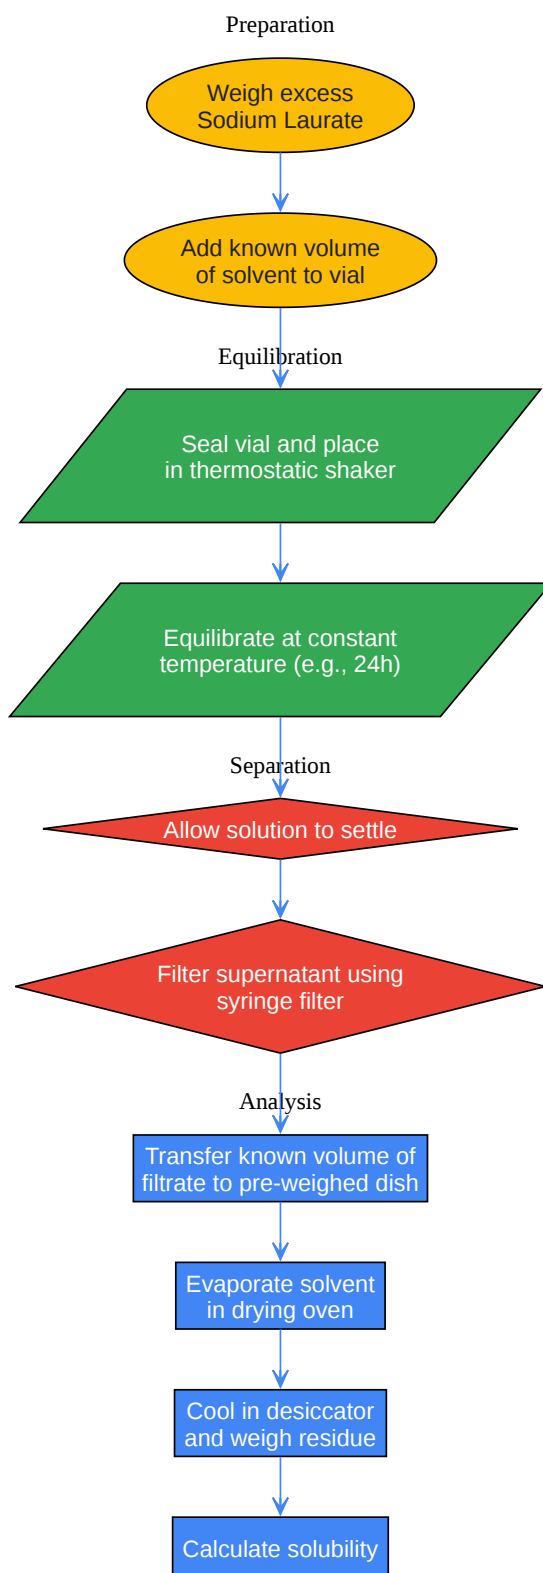 Preparation
Weigh excess
Sodium Laurate
Add known volume
of solvent to vial
Equilibration
Seal vial and place
in thermostatic shaker
Equilibrate at constant
temperature (e.g., 24h)
Separation
Allow solution to settle
Filter supernatant using
syringe filter
Analysis
Transfer known volume of
filtrate to pre-weighed dish
Evaporate solvent
in drying oven
Cool in desiccator
and weigh residue
Calculate solubility